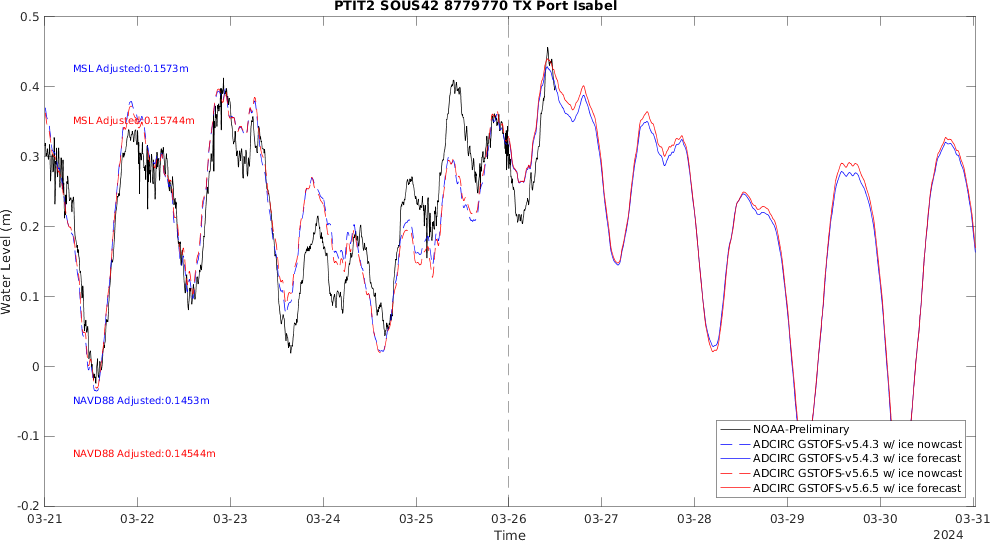 PTIT2 SOUS42 8779770 TX Port Isabel
0.5
0.4
0.3
0.2
0.1
0
-0.1
-0.2
Water Level (m)
MSL Adjusted:0.1573m
MSL Adjusted:0.15744m
NAVD88 Adjusted:0.1453m
NAVD88 Adjusted:0.14544m
NOAA-Preliminary
ADCIRC GSTOFS-v5.4.3 w/ ice nowcast
ADCIRC GSTOFS-v5.4.3 w/ ice forecast
ADCIRC GSTOFS-v5.6.5 w/ ice nowcast
ADCIRC GSTOFS-v5.6.5 w/ ice forecast
03-21 03-22 03-23 03-24 03-25 03-26 03-27 03-28 03-29 03-30 03-31
Time
2024